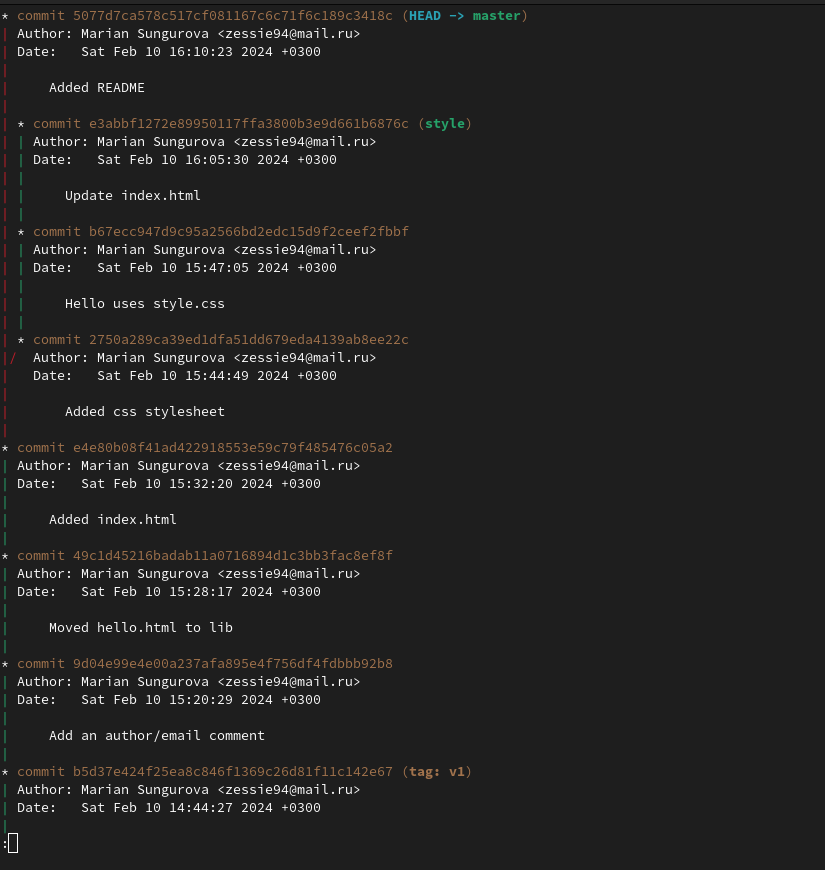 * commit 5077d7ca578c517cf081167c6c71f6c189c3418c (HEAD -> master)
| Author: Marian Sungurova <zessie94@mail.ru>
| Date:   Sat Feb 10 16:10:23 2024 +0300
|
|     Added README
|
| * commit e3abbf1272e89950117ffa3800b3e9d661b6876c (style)
| | Author: Marian Sungurova <zessie94@mail.ru>
| | Date:   Sat Feb 10 16:05:30 2024 +0300
| |
| |     Update index.html
| |
| * commit b67ecc947d9c95a2566bd2edc15d9f2ceef2fbbf
| | Author: Marian Sungurova <zessie94@mail.ru>
| | Date:   Sat Feb 10 15:47:05 2024 +0300
| |
| |     Hello uses style.css
| |
| * commit 2750a289ca39ed1dfa51dd679eda4139ab8ee22c
|/  Author: Marian Sungurova <zessie94@mail.ru>
|   Date:   Sat Feb 10 15:44:49 2024 +0300
|
|       Added css stylesheet
|
* commit e4e80b08f41ad422918553e59c79f485476c05a2
| Author: Marian Sungurova <zessie94@mail.ru>
| Date:   Sat Feb 10 15:32:20 2024 +0300
|
|     Added index.html
|
* commit 49c1d45216badab11a0716894d1c3bb3fac8ef8f
| Author: Marian Sungurova <zessie94@mail.ru>
| Date:   Sat Feb 10 15:28:17 2024 +0300
|
|     Moved hello.html to lib
|
* commit 9d04e99e4e00a237afa895e4f756df4fdbbb92b8
| Author: Marian Sungurova <zessie94@mail.ru>
| Date:   Sat Feb 10 15:20:29 2024 +0300
|
|     Add an author/email comment
|
* commit b5d37e424f25ea8c846f1369c26d81f11c142e67 (tag: v1)
| Author: Marian Sungurova <zessie94@mail.ru>
| Date:   Sat Feb 10 14:44:27 2024 +0300
|
: